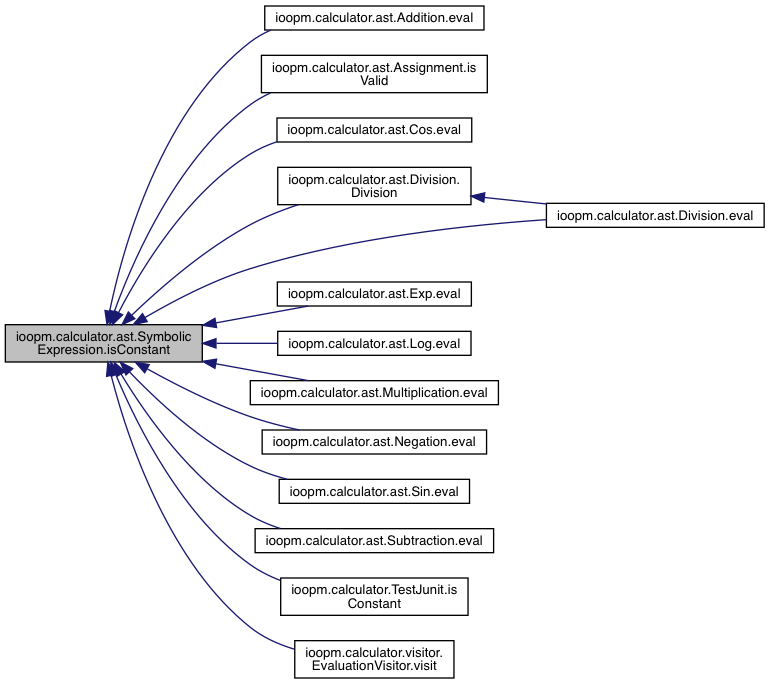 ioopm.calculator.ast.Addition.eval
ioopm.calculator.ast.Assignment.is
Valid
ioopm.calculator.ast.Cos.eval
ioopm.calculator.ast.Division.
Division
ioopm.calculator.ast.Division.eval
ioopm.calculator.ast.Exp.eval
ioopm.calculator.ast.Symbolic
Expression.isConstant
ioopm.calculator.ast.Log.eval
ioopm.calculator.ast.Multiplication.eval
ioopm.calculator.ast.Negation.eval
ioopm.calculator.ast.Sin.eval
ioopm.calculator.ast.Subtraction.eval
ioopm.calculator.TestJunit.is
Constant
ioopm.calculator.visitor.
EvaluationVisitor.visit